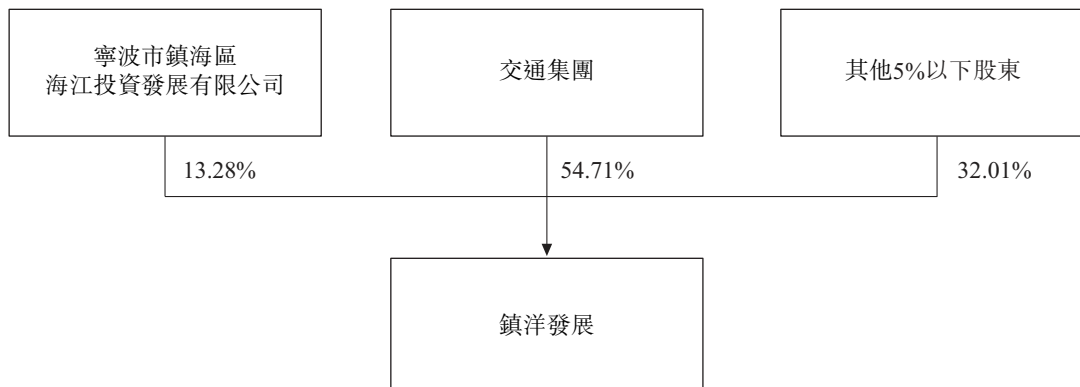 寧波市鎮海區
海江投資發展有限公司
交通集團
其他5%以下股東
13.28%
54.71%
32.01%
鎮洋發展